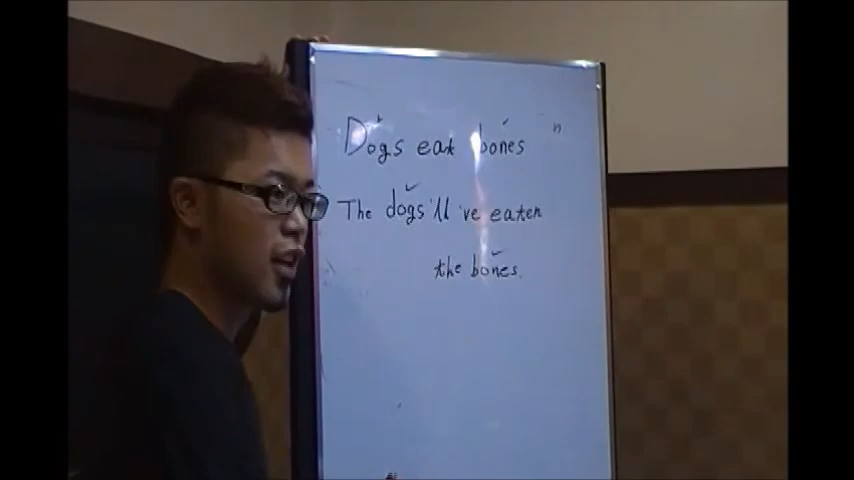 Dogs eat bones
The dogs'll 've eaten
the bones.